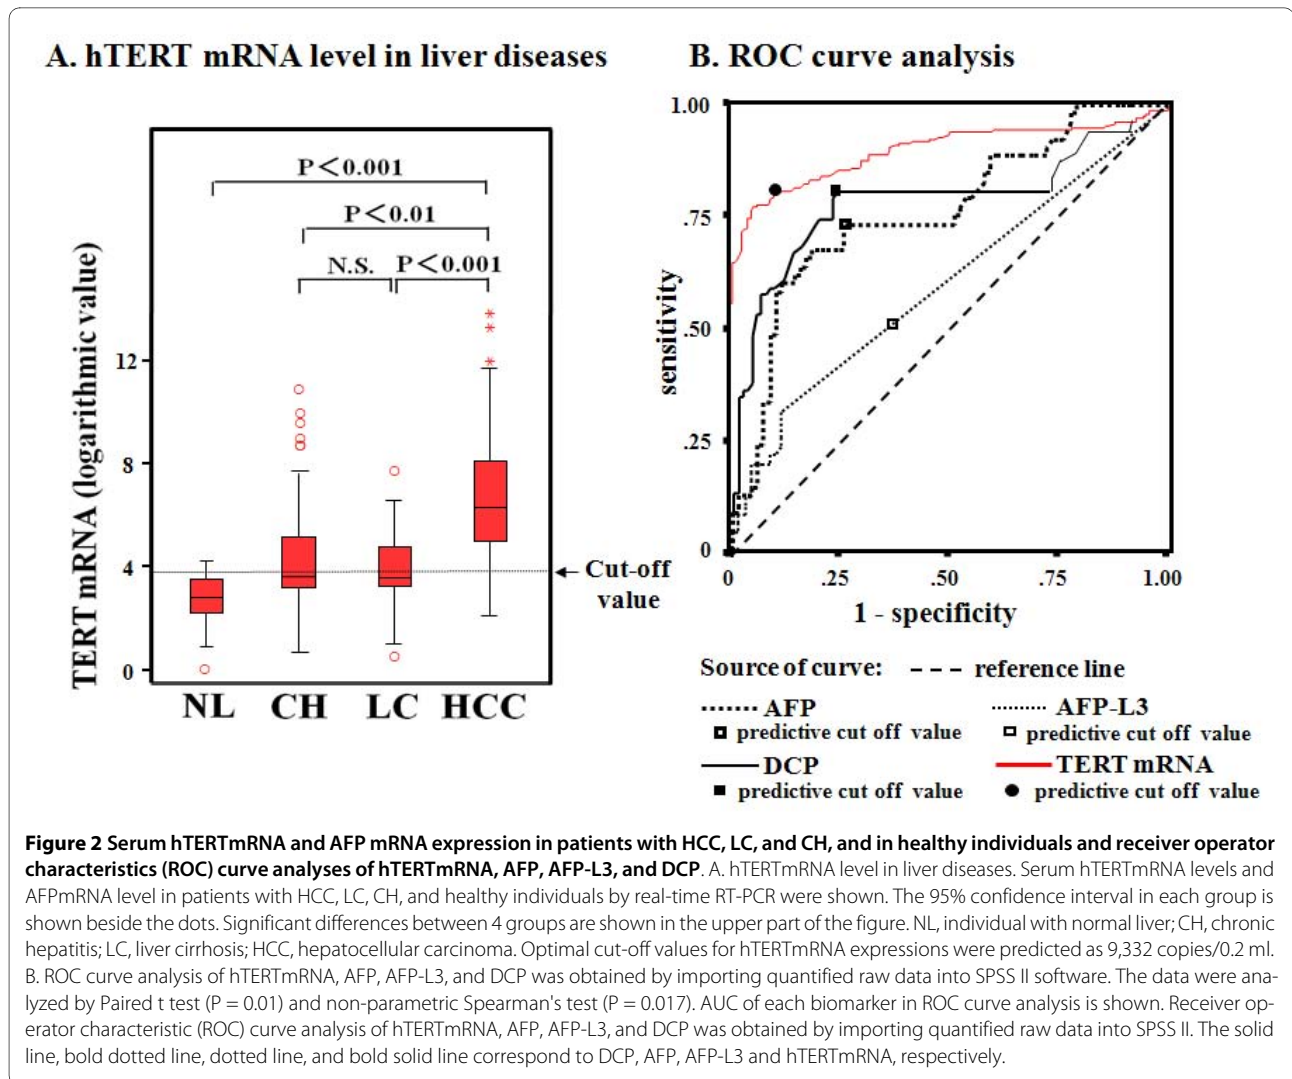 A. hTERT mRNA level in liver diseases
P<0.001
P<0.01
N.S.
P<0.001
TERT mRNA (logarithmic value)
12
8
4
0
Cut-off
value
NL
CH
LC
HCC
B. ROC curve analysis
1.00
.75
.50
.25
0
sensitivity
0
.25
.50
.75
1.00
1 - specificity
Source of curve:
reference line
AFP
AFP-L3
predictive cut off value
predictive cut off value
DCP
TERT mRNA
predictive cut off value
predictive cut off value
Figure 2 Serum hTERTmRNA and AFP mRNA expression in patients with HCC, LC, and CH, and in healthy individuals and receiver operator
characteristics (ROC) curve analyses of hTERTmRNA, AFP, AFP-L3, and DCP. A. hTERTmRNA level in liver diseases. Serum hTERTmRNA levels and
AFPmRNA level in patients with HCC, LC, CH, and healthy individuals by real-time RT-PCR were shown. The 95% confidence interval in each group is
shown beside the dots. Significant differences between 4 groups are shown in the upper part of the figure. NL, individual with normal liver; CH, chronic
hepatitis; LC, liver cirrhosis; HCC, hepatocellular carcinoma. Optimal cut-off values for hTERTmRNA expressions were predicted as 9,332 copies/0.2 ml.
B. ROC curve analysis of hTERTmRNA, AFP, AFP-L3, and DCP was obtained by importing quantified raw data into SPSS II software. The data were ana-
lyzed by Paired t test (P = 0.01) and non-parametric Spearman's test (P = 0.017). AUC of each biomarker in ROC curve analysis is shown. Receiver op-
erator characteristic (ROC) curve analysis of hTERTmRNA, AFP, AFP-L3, and DCP was obtained by importing quantified raw data into SPSS II. The solid
line, bold dotted line, dotted line, and bold solid line correspond to DCP, AFP, AFP-L3 and hTERTmRNA, respectively.